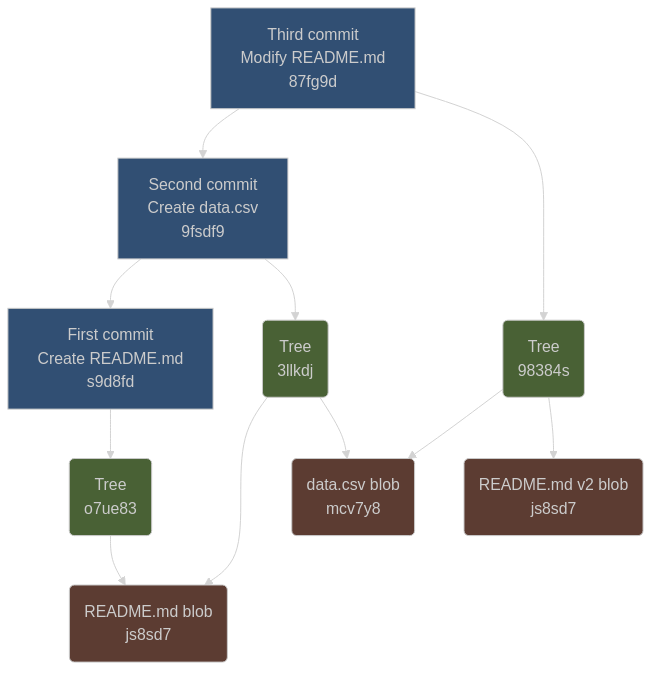 Third commit
Modify README.md
87fg9d
Second commit
Create data.csv
9fsdf9
First commit
Create README.md
s9d8fd
Tree
3llkdj
Tree
98384s
Tree
o7ue83
data.csv blob
mcv7y8
README.md v2 blob
js8sd7
README.md blob
js8sd7